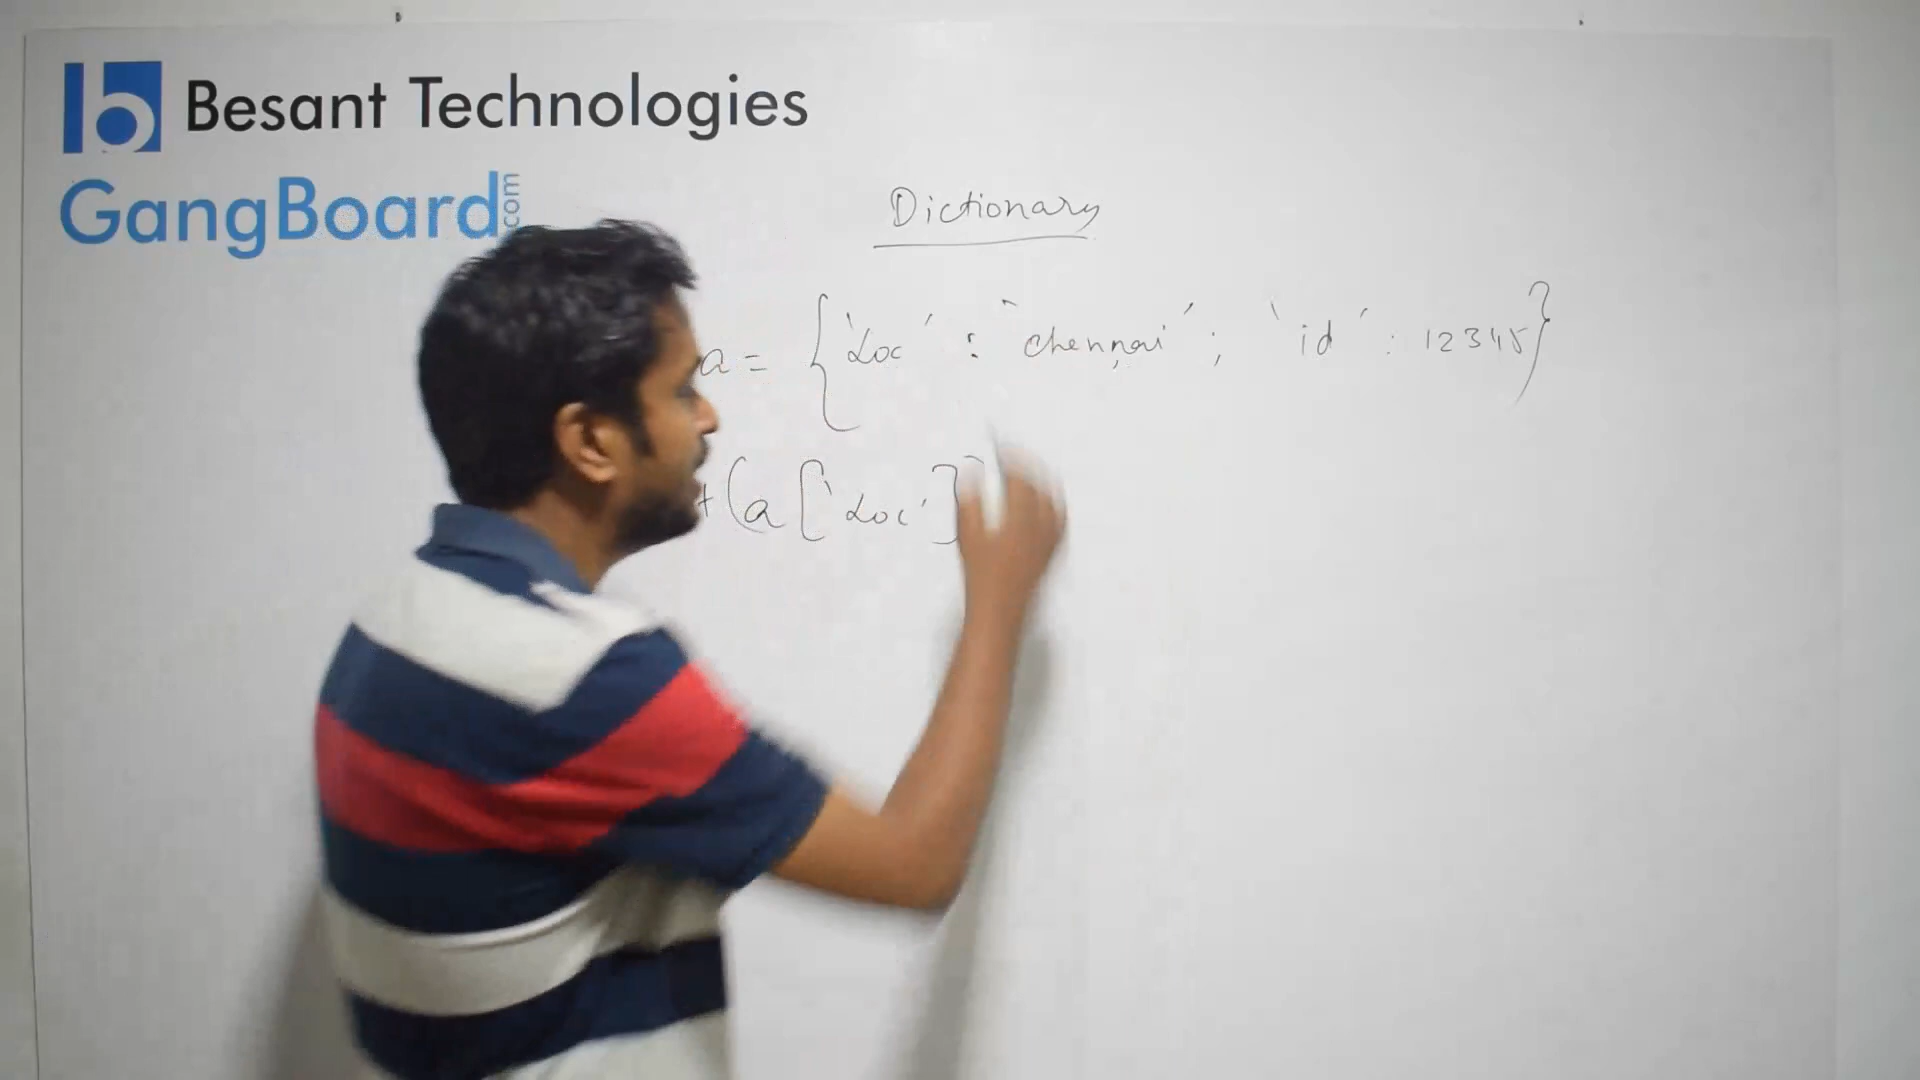 Besant Technologies
GangBoard.com
Dictionary
a = { 'Loc' : 'chennai' ; 'id' : 12345 }
t (a ['Loc']